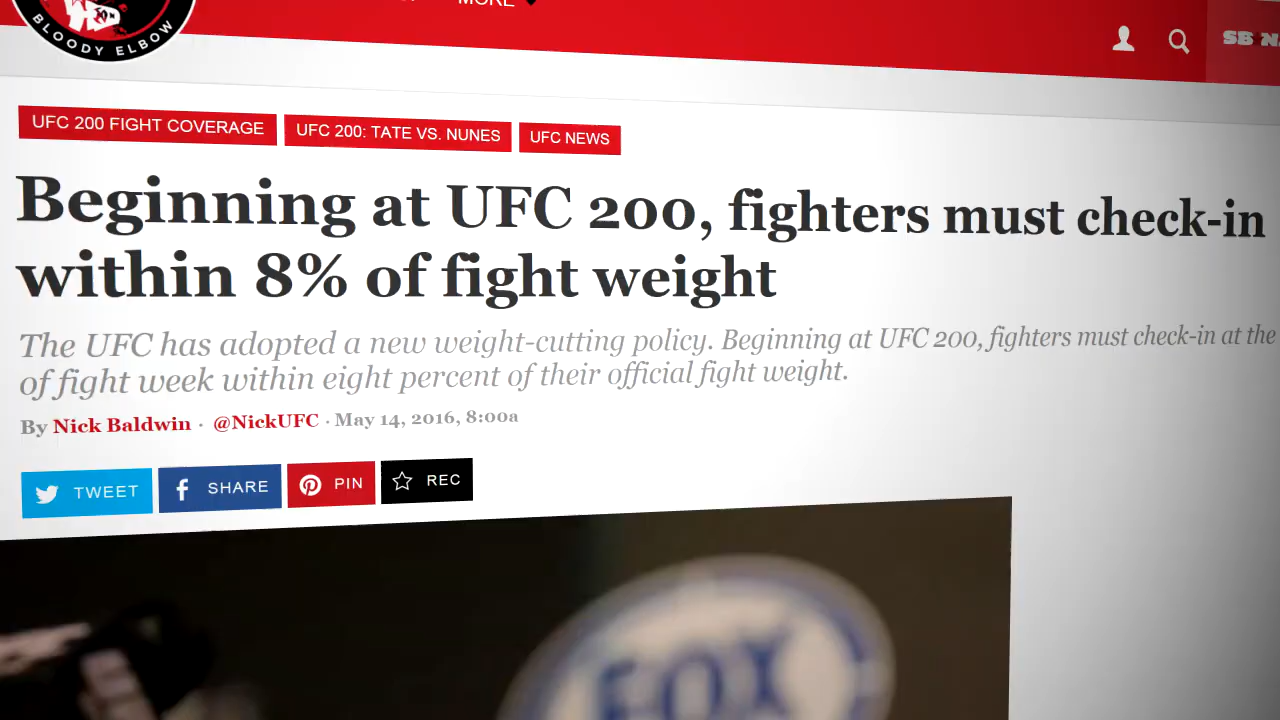 MORE
BLOODY ELBOW
SB N
UFC 200 FIGHT COVERAGE
UFC 200: TATE VS. NUNES
UFC NEWS
Beginning at UFC 200, fighters must check-in
within 8% of fight weight
The UFC has adopted a new weight-cutting policy. Beginning at UFC 200, fighters must check-in at the
of fight week within eight percent of their official fight weight.
By Nick Baldwin · @NickUFC · May 14, 2016, 8:00a
TWEET
SHARE
PIN
REC
FOX